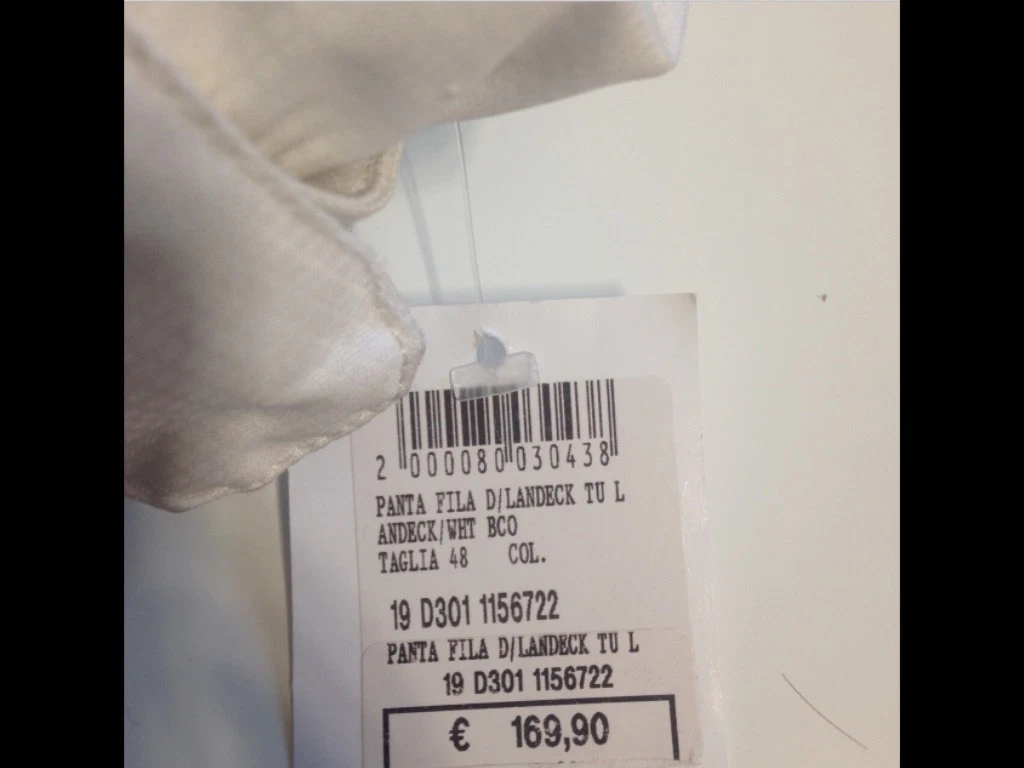 2 000080 030438
PANTA FILA D/LANDECK TU L
ANDECK/WHT BCO
TAGLIA 48 COL.
19 D301 1156722
PANTA FILA D/LANDECK TU L
19 D301 1156722
€ 169,90